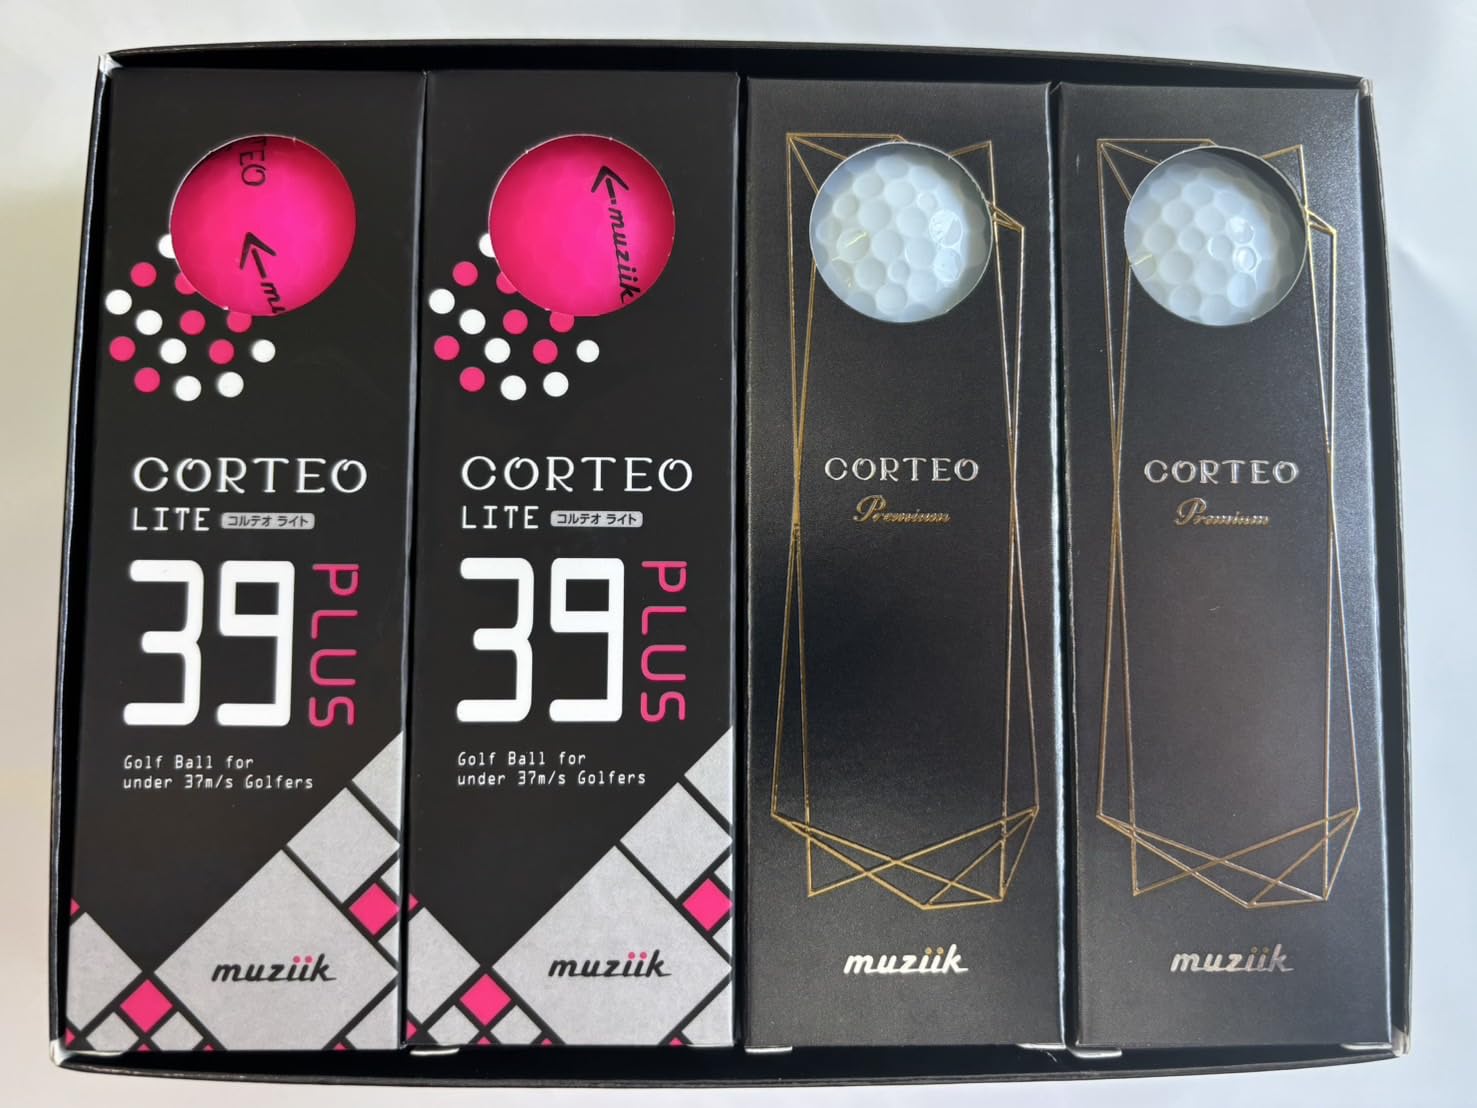 TEO
muziik
CORTEO
LITE コルテオ ライト
39 PLUS
Golf Ball for
under 37m/s Golfers
muziik
CORTEO
LITE コルテオ ライト
39 PLUS
Golf Ball for
under 37m/s Golfers
muziik
CORTEO
Premium
muziik
CORTEO
Premium
muziik